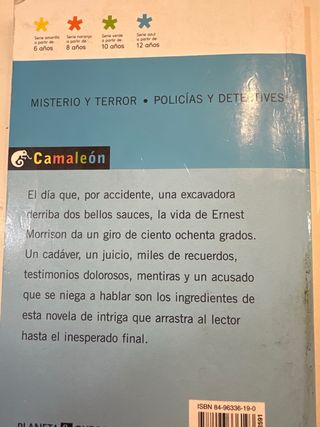 Serie amarilla
a partir de:
6 años
Serie naranja
a partir de:
8 años
Serie verde
a partir de:
10 años
Serie azul
a partir de:
12 años
MISTERIO Y TERROR • POLICÍAS Y DETECTIVES
Camaleón
El día que, por accidente, una excavadora
derriba dos bellos sauces, la vida de Ernest
Morrison da un giro de ciento ochenta grados.
Un cadáver, un juicio, miles de recuerdos,
testimonios dolorosos, mentiras y un acusado
que se niega a hablar son los ingredientes de
esta novela de intriga que arrastra al lector
hasta el inesperado final.
ISBN 84-96336-19-0
PLANETA